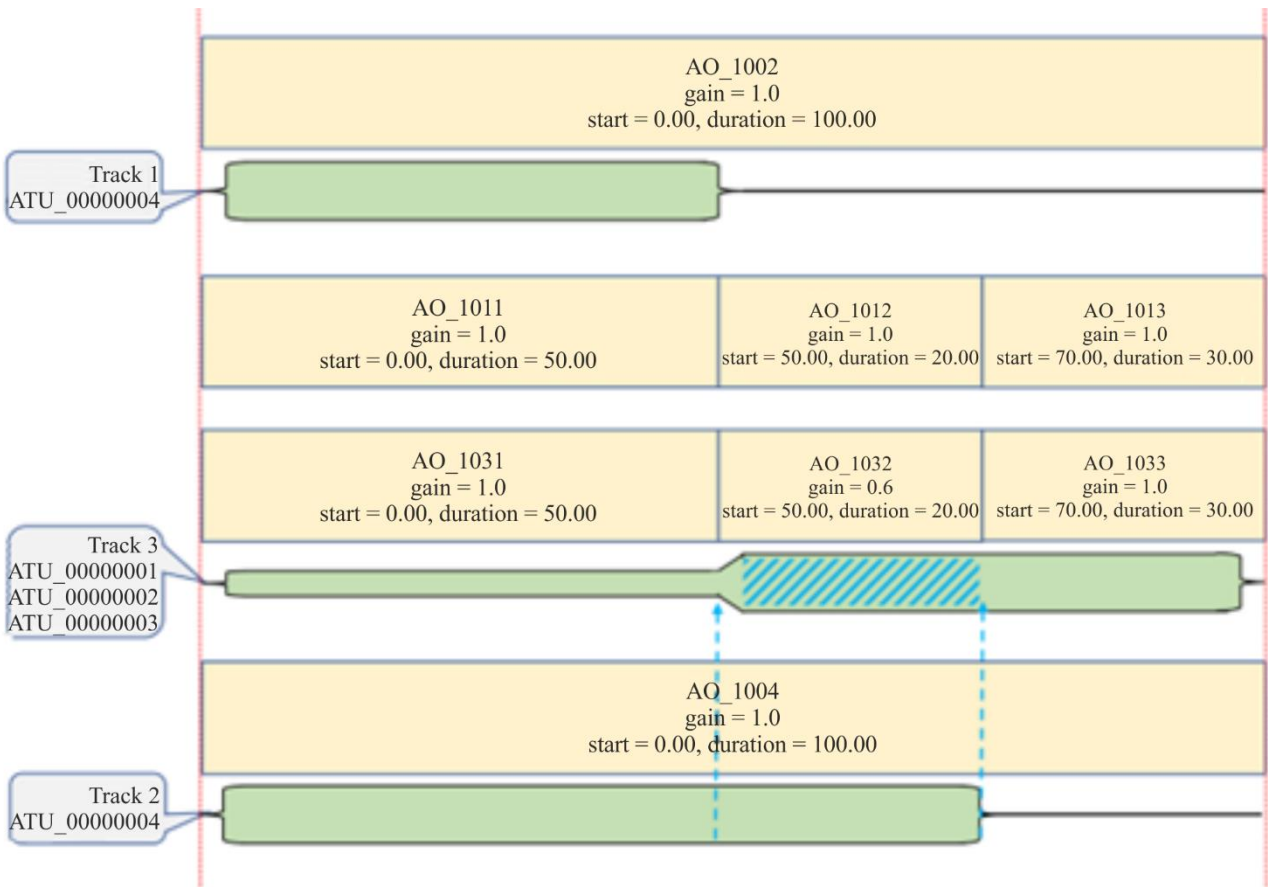 AO_1002
gain = 1.0
start = 0.00, duration = 100.00
Track 1
ATU_00000004
AO_1011
gain = 1.0
start = 0.00, duration = 50.00
AO_1012
gain = 1.0
start = 50.00, duration = 20.00
AO_1013
gain = 1.0
start = 70.00, duration = 30.00
AO_1031
gain = 1.0
start = 0.00, duration = 50.00
AO_1032
gain = 0.6
start = 50.00, duration = 20.00
AO_1033
gain = 1.0
start = 70.00, duration = 30.00
Track 3
ATU_00000001
ATU_00000002
ATU_00000003
AO_1004
gain = 1.0
start = 0.00, duration = 100.00
Track 2
ATU_00000004